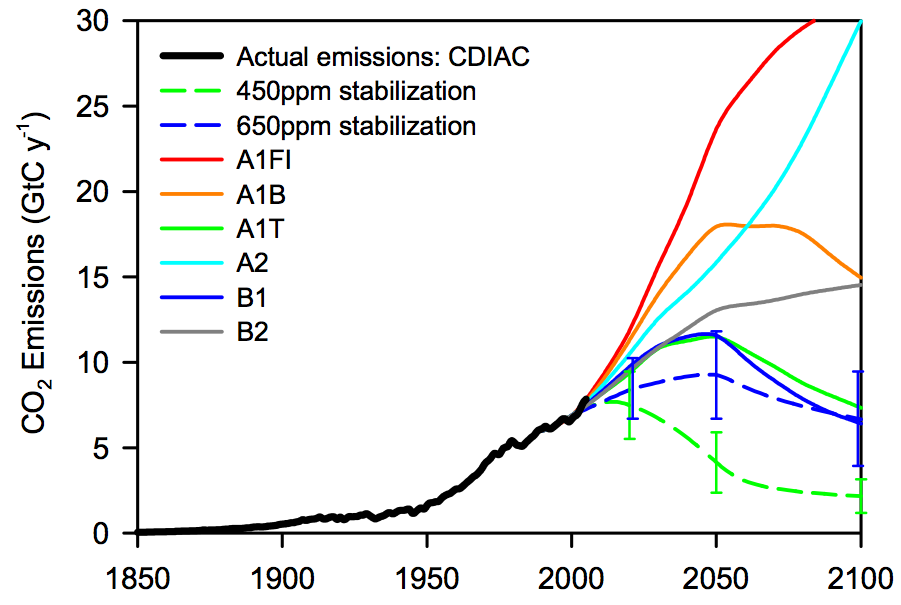 30
25
20
15
10
5
0
CO2 Emissions (GtC y-1)
Actual emissions: CDIAC
450ppm stabilization
650ppm stabilization
A1FI
A1B
A1T
A2
B1
B2
1850 1900 1950 2000 2050 2100